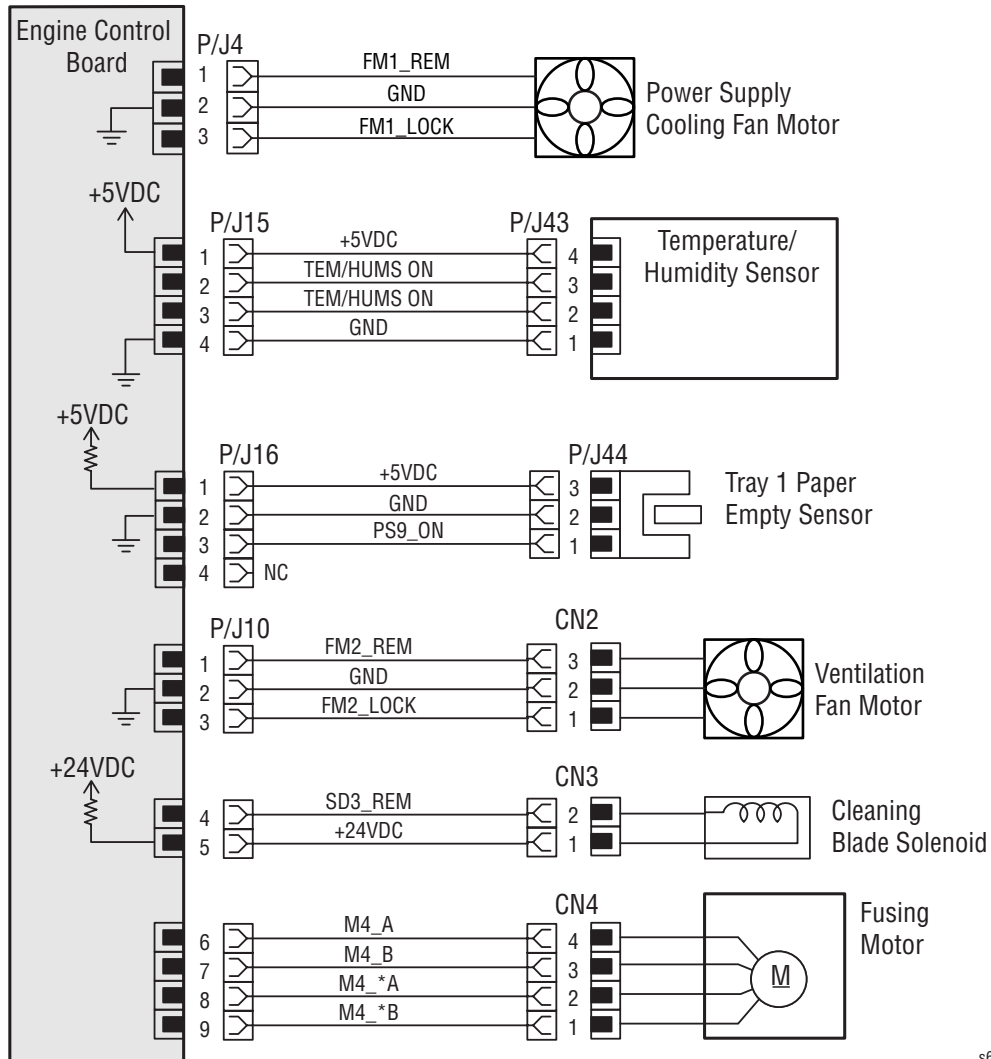 Engine Control
Board
P/J4
1
2
3
FM1_REM
GND
FM1_LOCK
Power Supply
Cooling Fan Motor
+5VDC
P/J15
1
2
3
4
+5VDC
TEM/HUMS ON
TEM/HUMS ON
GND
P/J43
4
3
2
1
Temperature/
Humidity Sensor
+5VDC
P/J16
1
2
3
4
NC
+5VDC
GND
PS9_ON
P/J44
3
2
1
Tray 1 Paper
Empty Sensor
P/J10
1
2
3
FM2_REM
GND
FM2_LOCK
CN2
3
2
1
Ventilation
Fan Motor
+24VDC
4
5
SD3_REM
+24VDC
CN3
2
1
Cleaning
Blade Solenoid
6
7
8
9
M4_A
M4_B
M4_*A
M4_*B
CN4
4
3
2
1
M
Fusing
Motor